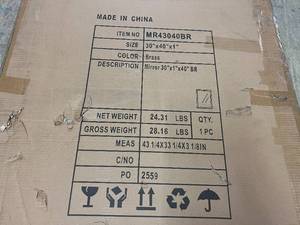 MADE IN CHINA
ITEM NO MR43040BR
SIZE 30"x40"x1"
COLOR Brass
DESCRIPTION Mirror 30"x1"x40" BR
NET WEIGHT 24.31 LBS QTY.
GROSS WEIGHT 28.16 LBS 1 PC
MEAS 43 1/4X33 1/4X3 1/8IN
C/NO
PO 2559